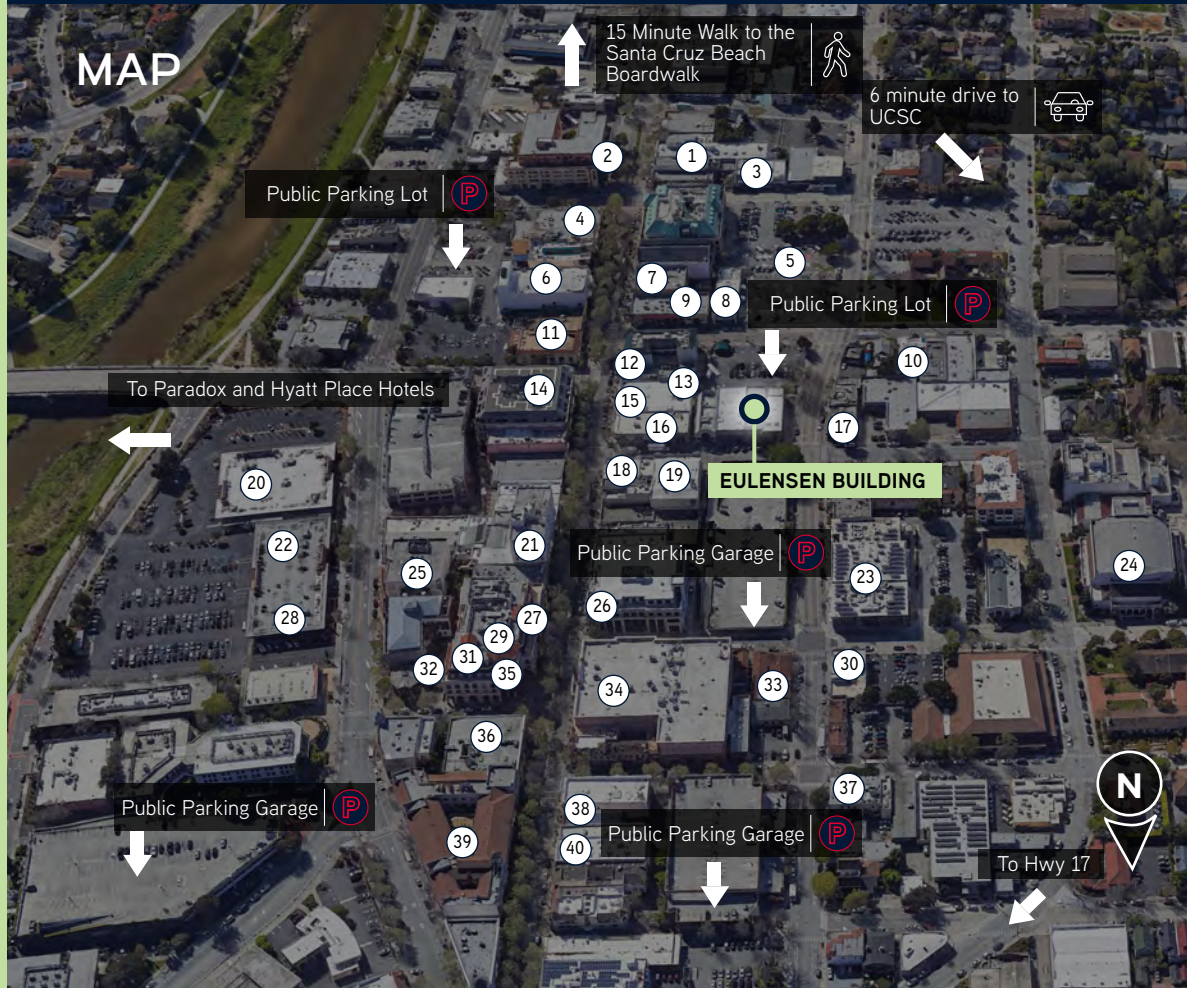 MAP
15 Minute Walk to the
Santa Cruz Beach
Boardwalk
6 minute drive to
UCSC
2
1
3
Public Parking Lot P
4
5
6
7
9
8
Public Parking Lot P
11
12
10
13
To Paradox and Hyatt Place Hotels
14
15
16
17
18
19
EULENSEN BUILDING
20
21
22
Public Parking Garage P
24
25
23
26
28
27
29
31
32
35
30
34
33
36
N
37
Public Parking Garage P
38
Public Parking Garage P
39
40
To Hwy 17